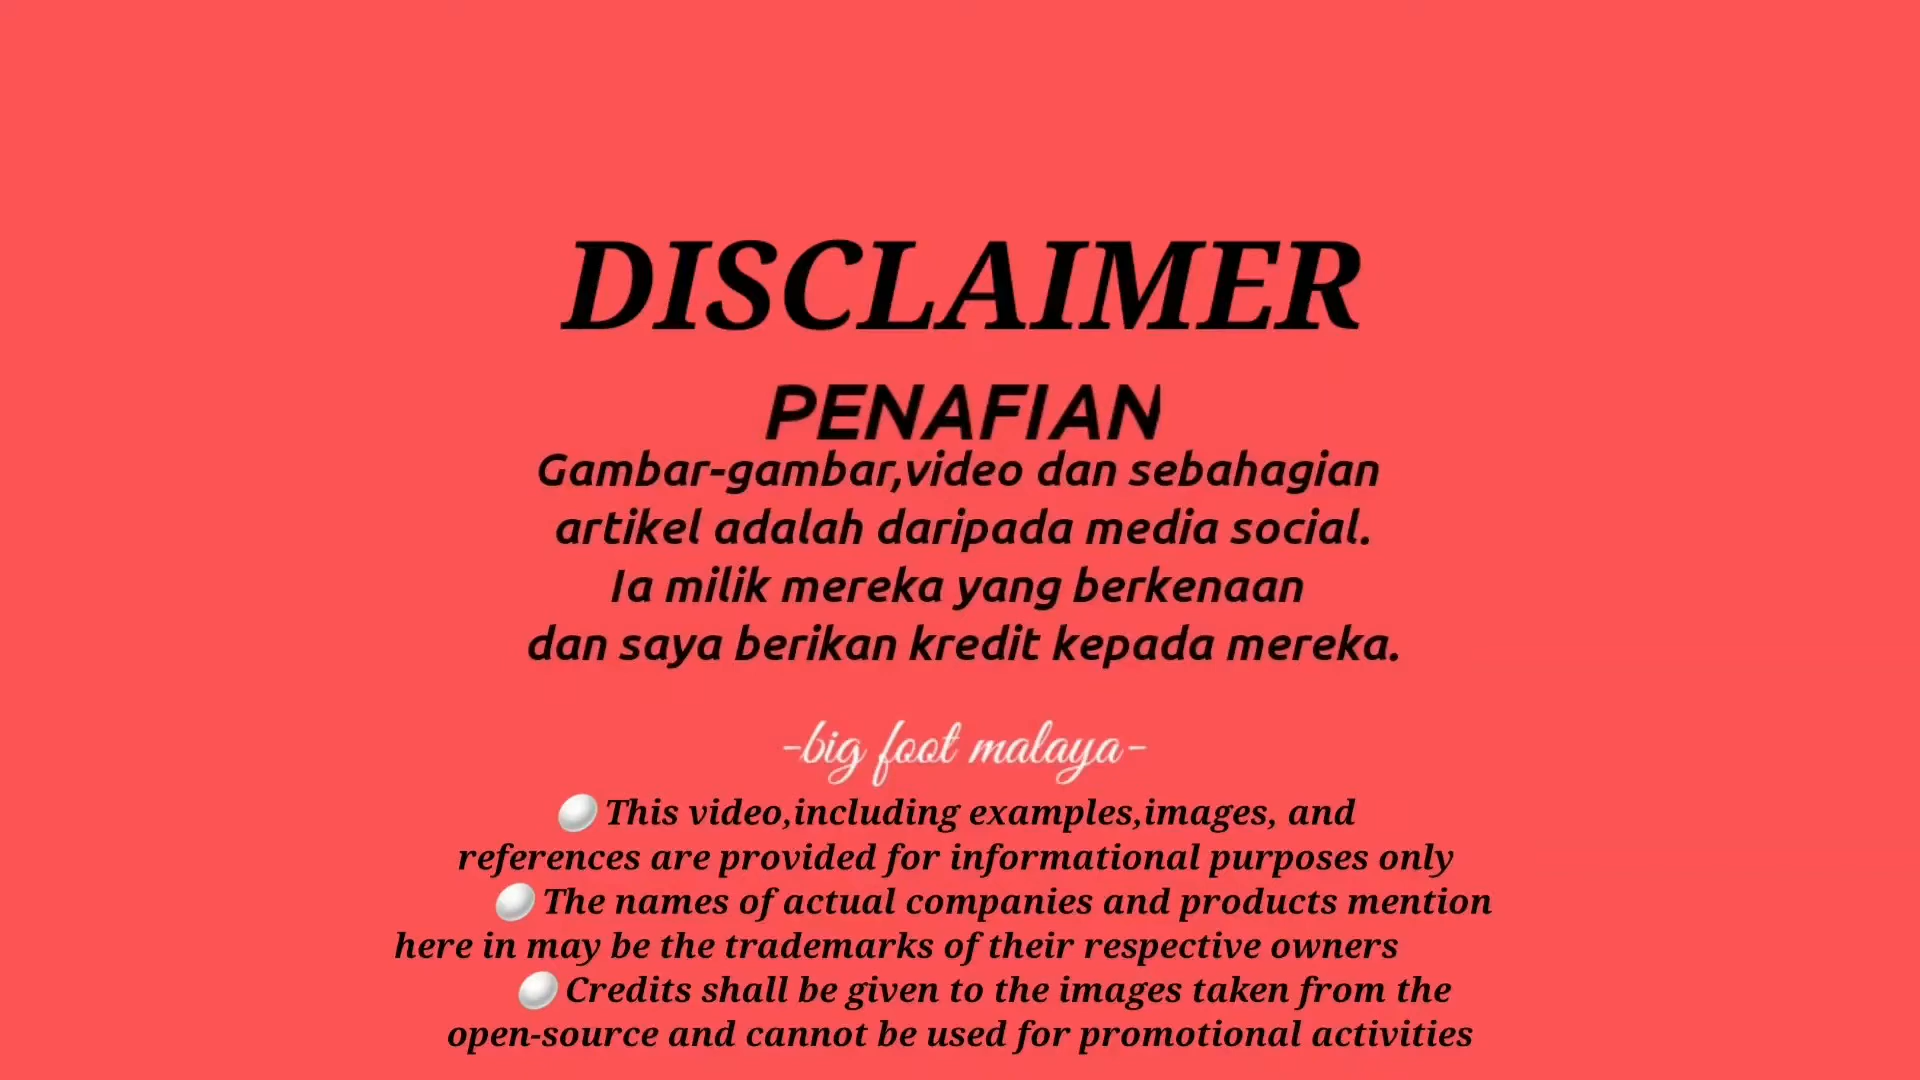 DISCLAIMER
PENAFIAN
Gambar-gambar,video dan sebahagian
artikel adalah daripada media social.
Ia milik mereka yang berkenaan
dan saya berikan kredit kepada mereka.
-big foot malaya-
This video,including examples,images, and
references are provided for informational purposes only
The names of actual companies and products mention
here in may be the trademarks of their respective owners
Credits shall be given to the images taken from the
open-source and cannot be used for promotional activities